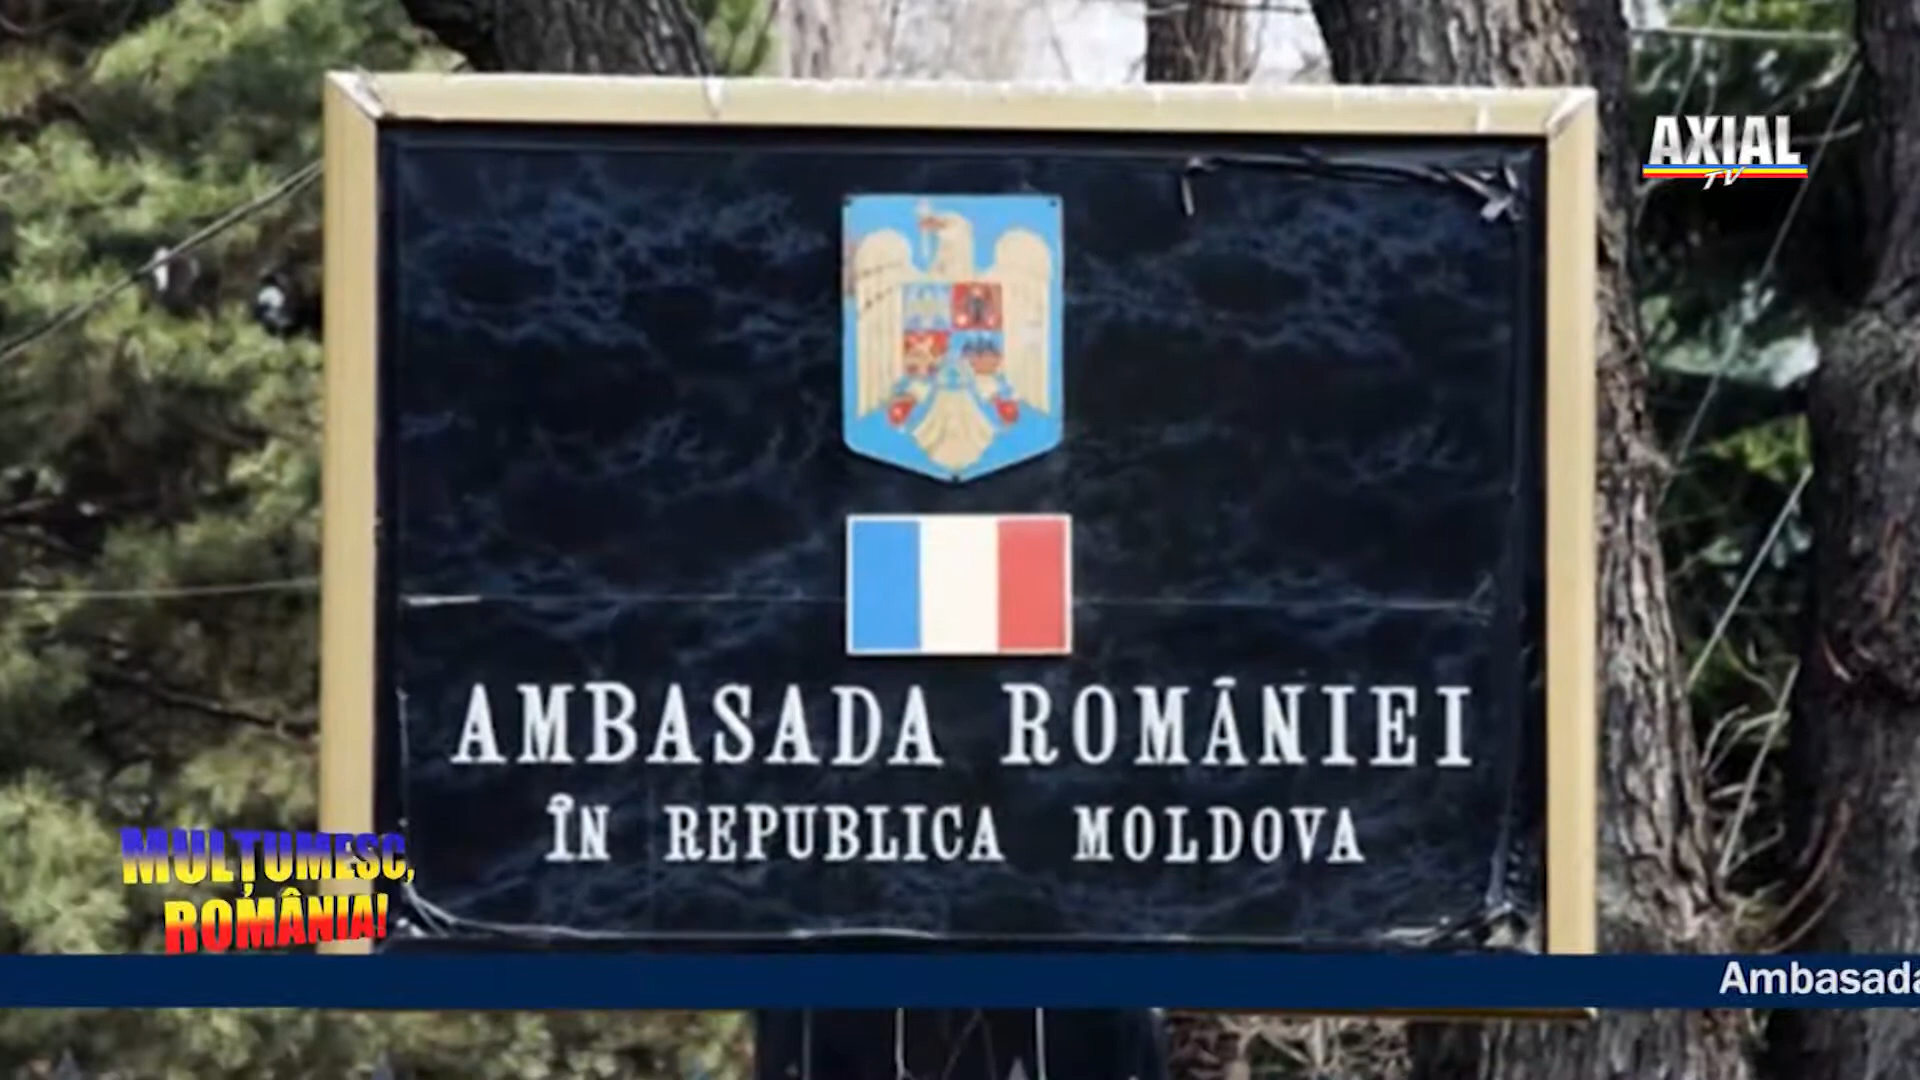 AXIAL
TV
AMBASADA ROMÂNIEI
ÎN REPUBLICA MOLDOVA
MULȚUMESC,
ROMÂNIA!
Ambasada